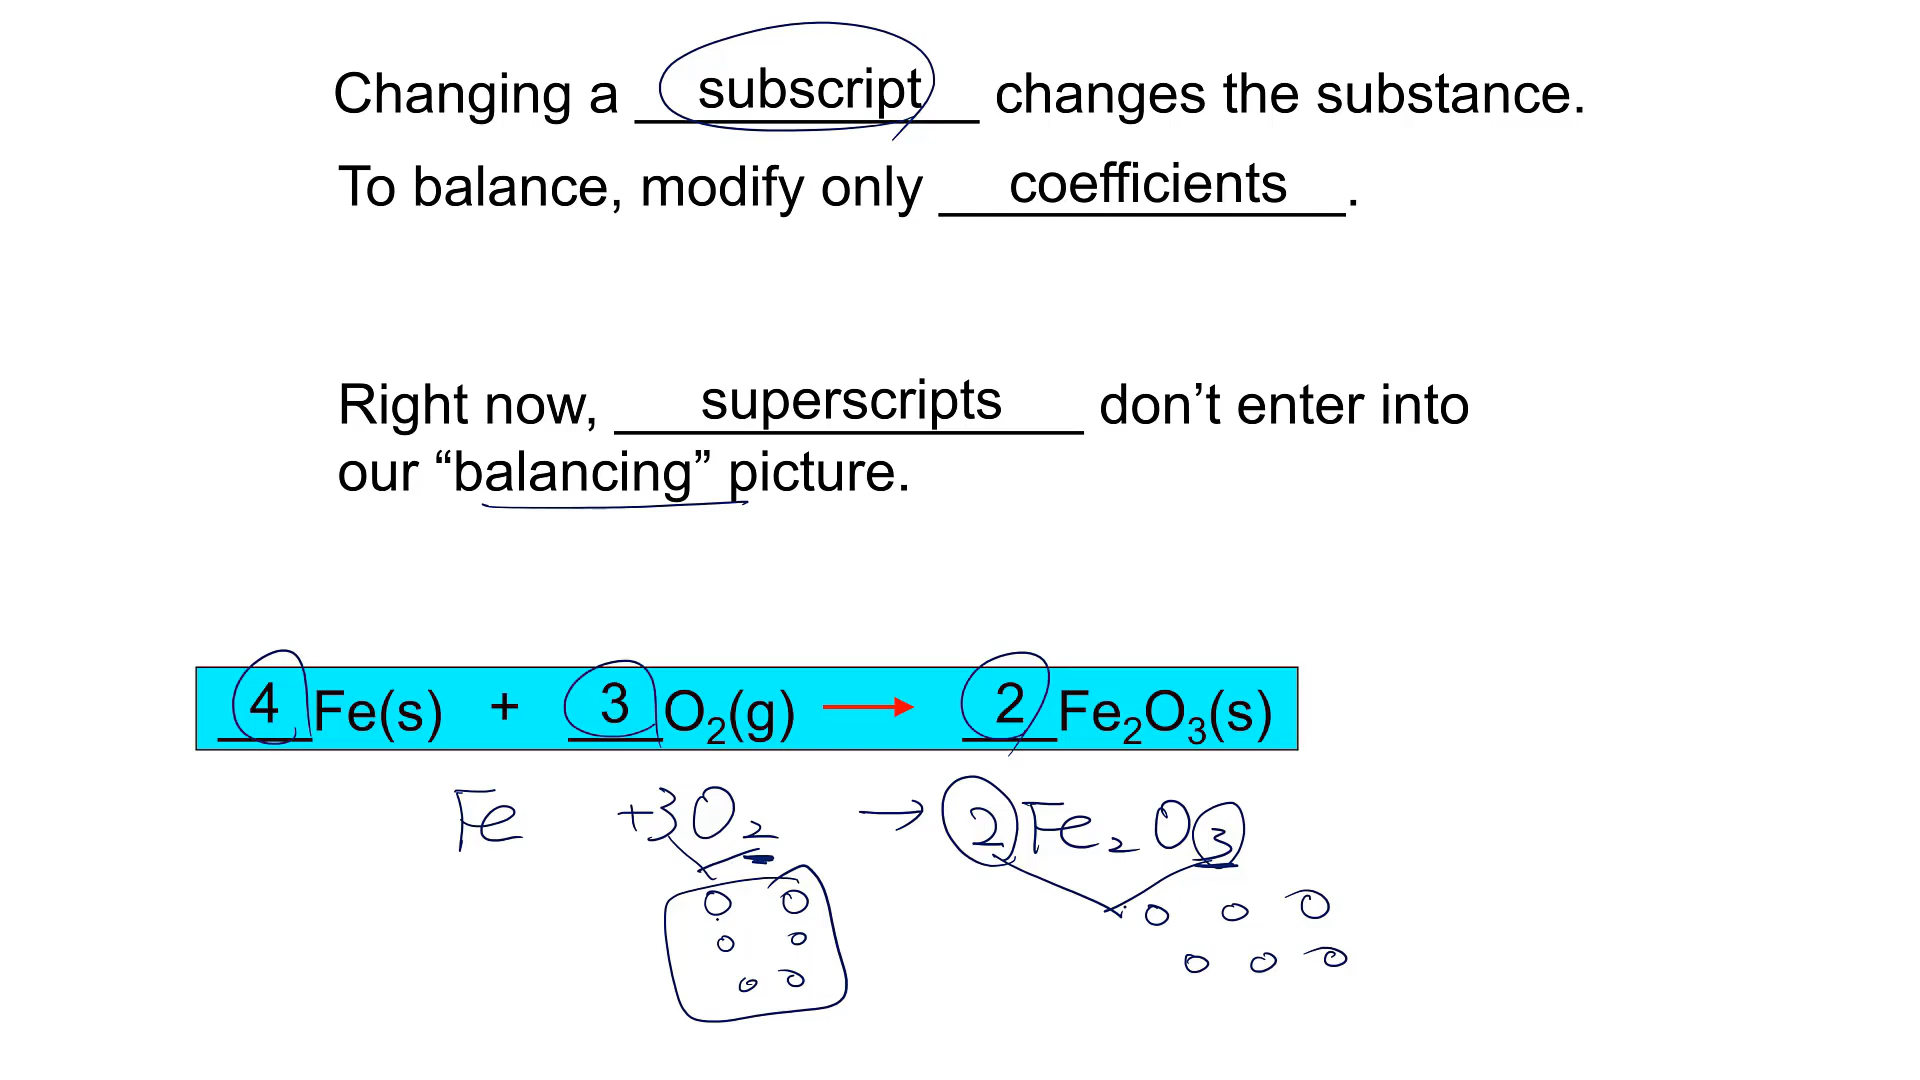 Changing a subscript changes the substance.
To balance, modify only coefficients.
Right now, superscripts don’t enter into
our “balancing” picture.
4 Fe(s) + 3 O₂(g) → 2 Fe₂O₃(s)
Fe +3O₂ → 2Fe₂O₃